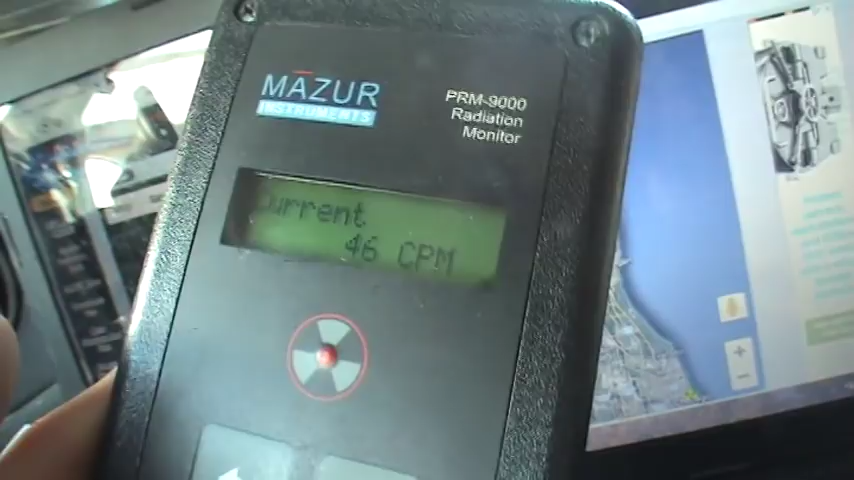 MAZUR
INSTRUMENTS
PRM-9000
Radiation
Monitor
Current
46 CPM